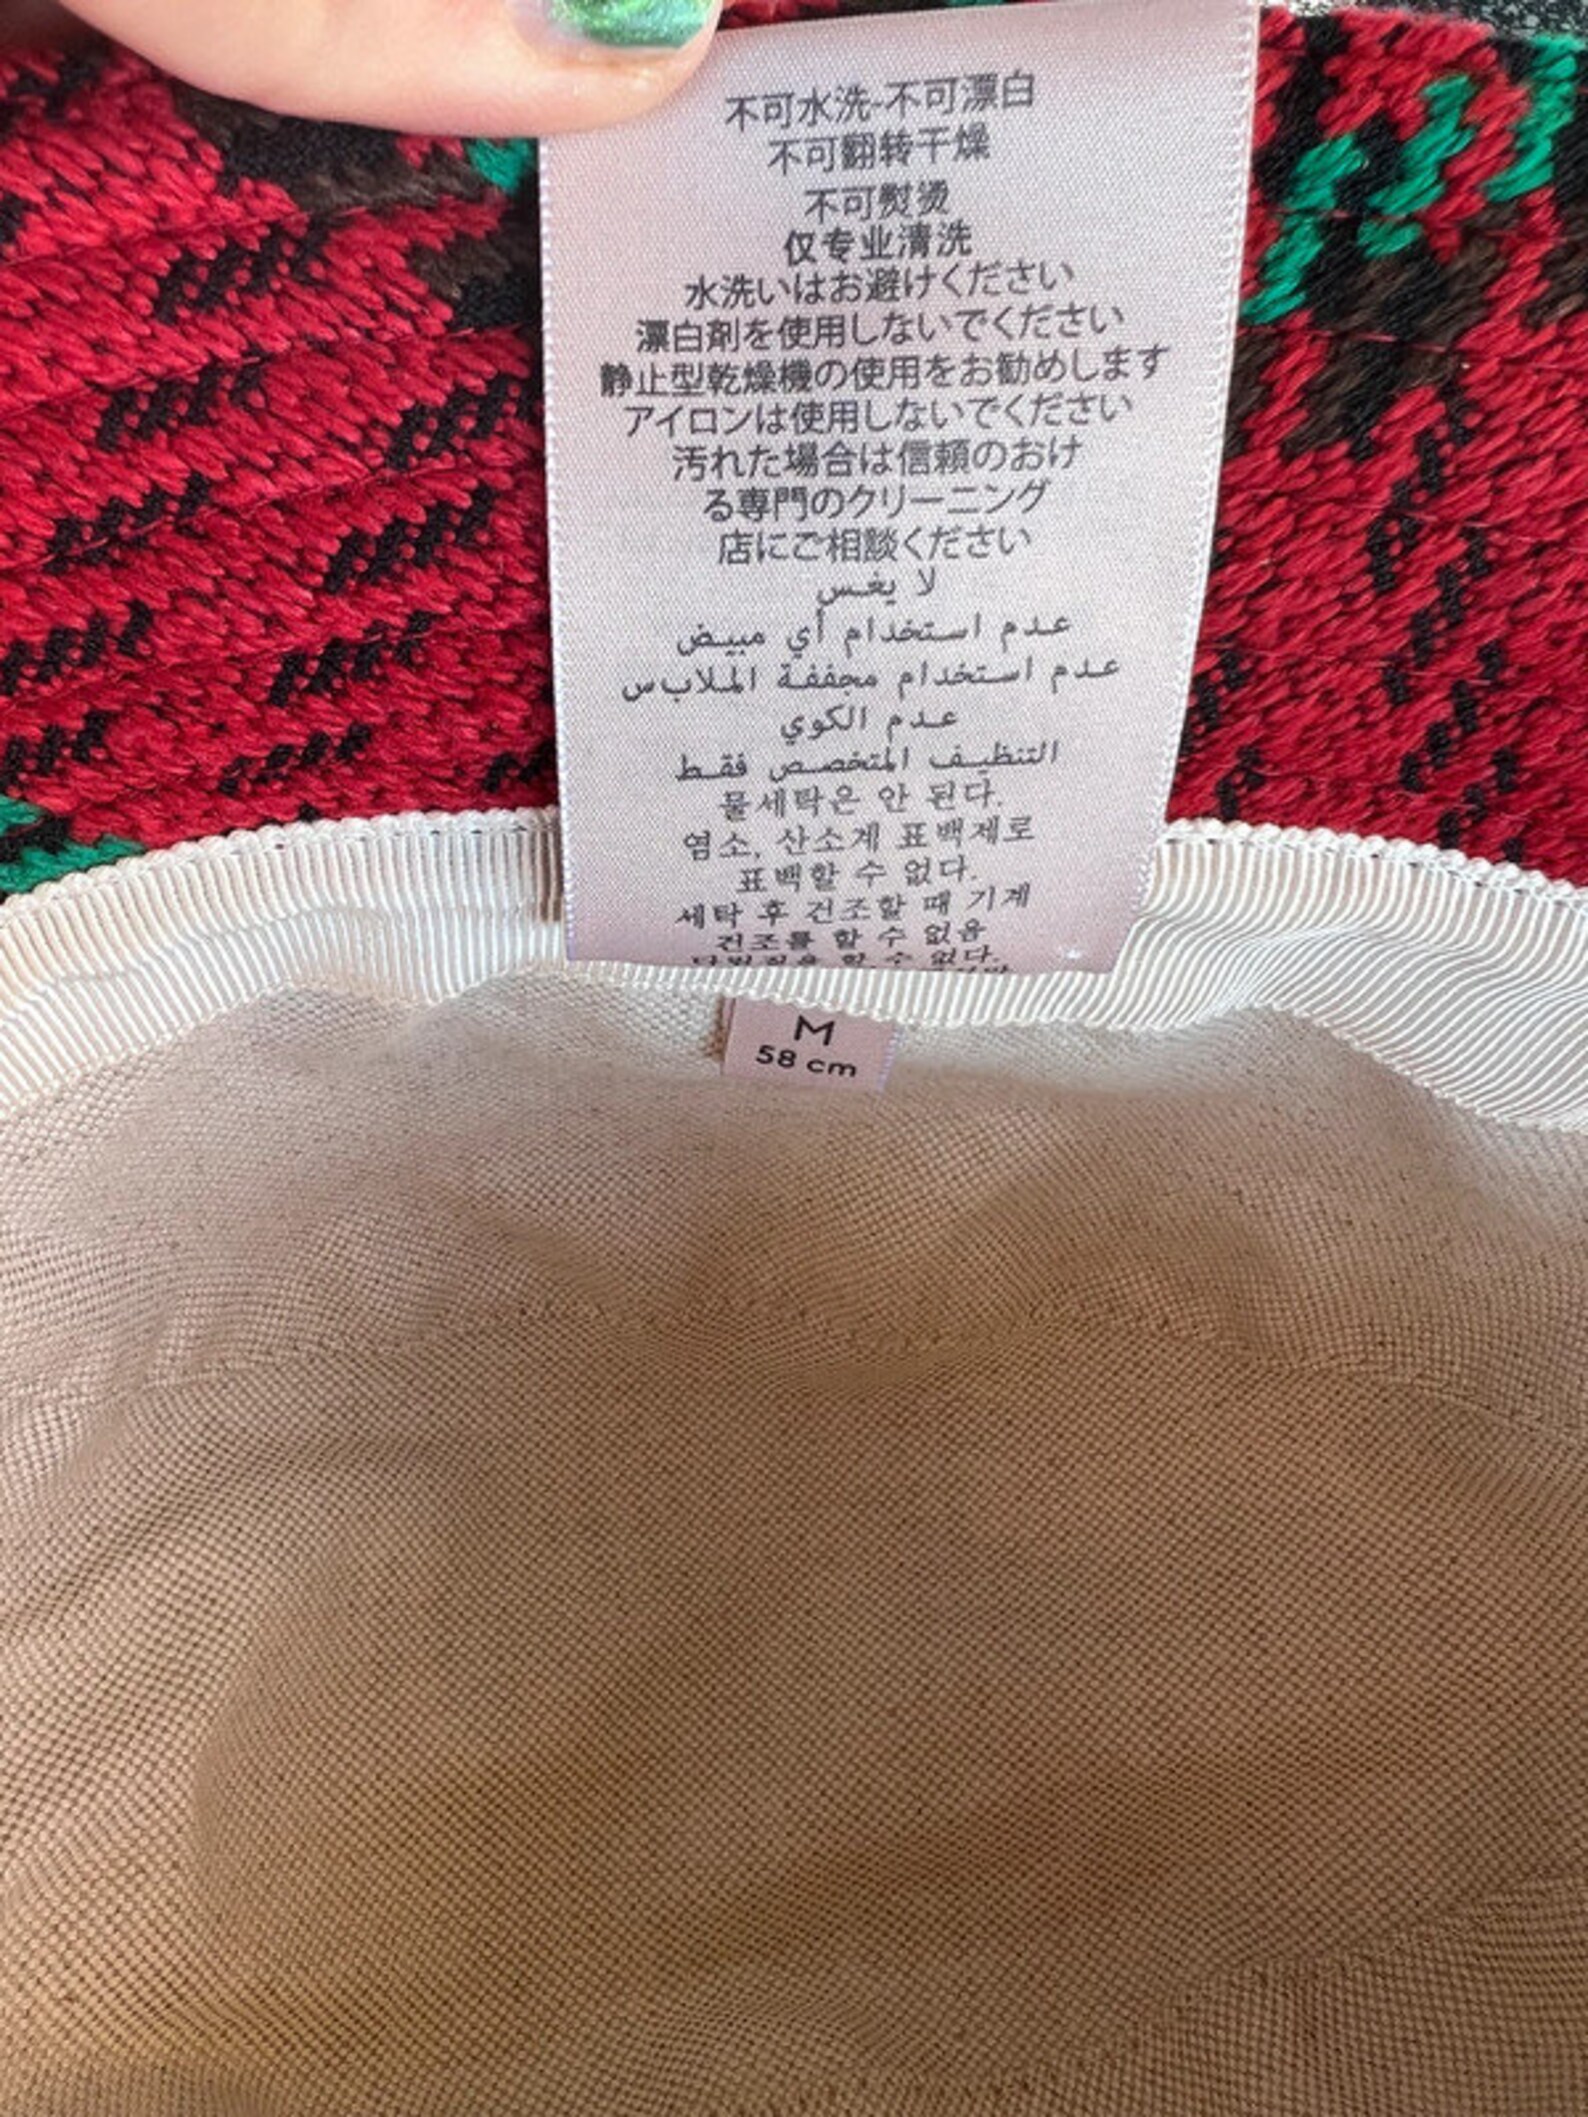 不可水洗-不可漂白
不可翻转干燥
不可熨烫
仅专业清洗
水洗いはお避けください
漂白剤を使用しないでください
静止型乾燥機の使用をお勧めします
アイロンは使用しないでください
汚れた場合は信頼のおけ
る専門のクリーニング
店にご相談ください
لا يغس
عدم استخدام أي مبيض
عدم استخدام مجففة الملابس
عدم الكوي
التنظيف المتخصص فقط
물세탁은 안 된다.
염소, 산소계 표백제로
표백할 수 없다.
세탁 후 건조할 때 기계
건조를 할 수 없음
할 수 없다.
M
58 cm